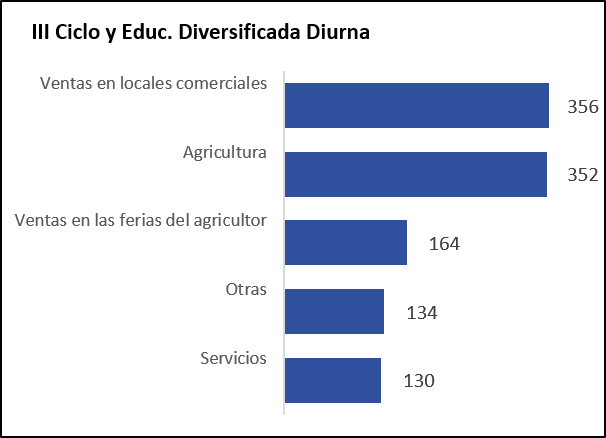 III Ciclo y Educ. Diversificada Diurna
Ventas en locales comerciales 356
Agricultura 352
Ventas en las ferias del agricultor 164
Otras 134
Servicios 130